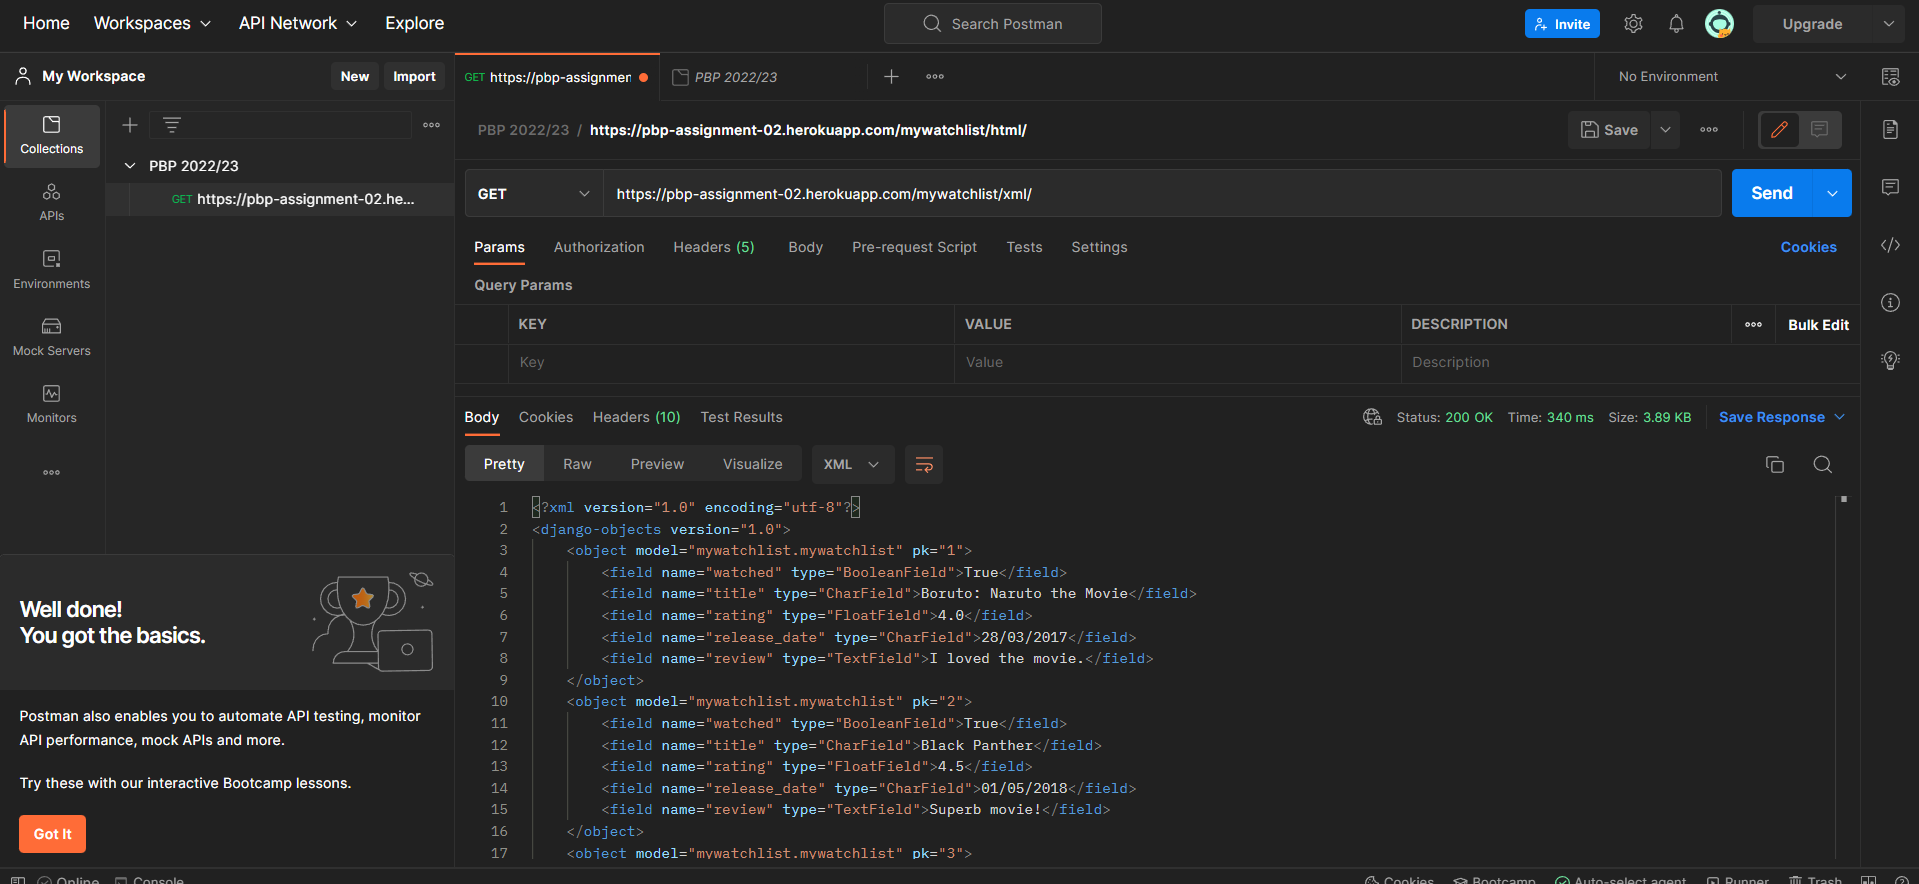 Home Workspaces API Network Explore Search Postman Invite Upgrade
My Workspace New Import GET https://pbp-assignmen PBP 2022/23 No Environment
Collections
APIs
Environments
Mock Servers
Monitors
PBP 2022/23
GET https://pbp-assignment-02.he...
Well done!
You got the basics.
Postman also enables you to automate API testing, monitor
API performance, mock APIs and more.
Try these with our interactive Bootcamp lessons.
Got It
PBP 2022/23 / https://pbp-assignment-02.herokuapp.com/mywatchlist/html/ Save
GET https://pbp-assignment-02.herokuapp.com/mywatchlist/xml/ Send
Params Authorization Headers (5) Body Pre-request Script Tests Settings Cookies
Query Params
KEY VALUE DESCRIPTION Bulk Edit
Key Value Description
Body Cookies Headers (10) Test Results Status: 200 OK Time: 340 ms Size: 3.89 KB Save Response
Pretty Raw Preview Visualize XML
1 <?xml version="1.0" encoding="utf-8"?>
2 <django-objects version="1.0">
3 <object model="mywatchlist.mywatchlist" pk="1">
4 <field name="watched" type="BooleanField">True</field>
5 <field name="title" type="CharField">Boruto: Naruto the Movie</field>
6 <field name="rating" type="FloatField">4.0</field>
7 <field name="release_date" type="CharField">28/03/2017</field>
8 <field name="review" type="TextField">I loved the movie.</field>
9 </object>
10 <object model="mywatchlist.mywatchlist" pk="2">
11 <field name="watched" type="BooleanField">True</field>
12 <field name="title" type="CharField">Black Panther</field>
13 <field name="rating" type="FloatField">4.5</field>
14 <field name="release_date" type="CharField">01/05/2018</field>
15 <field name="review" type="TextField">Superb movie!</field>
16 </object>
17 <object model="mywatchlist.mywatchlist" pk="3">
Online Console Cookies Bootcamp Auto-select agent Runner Trash